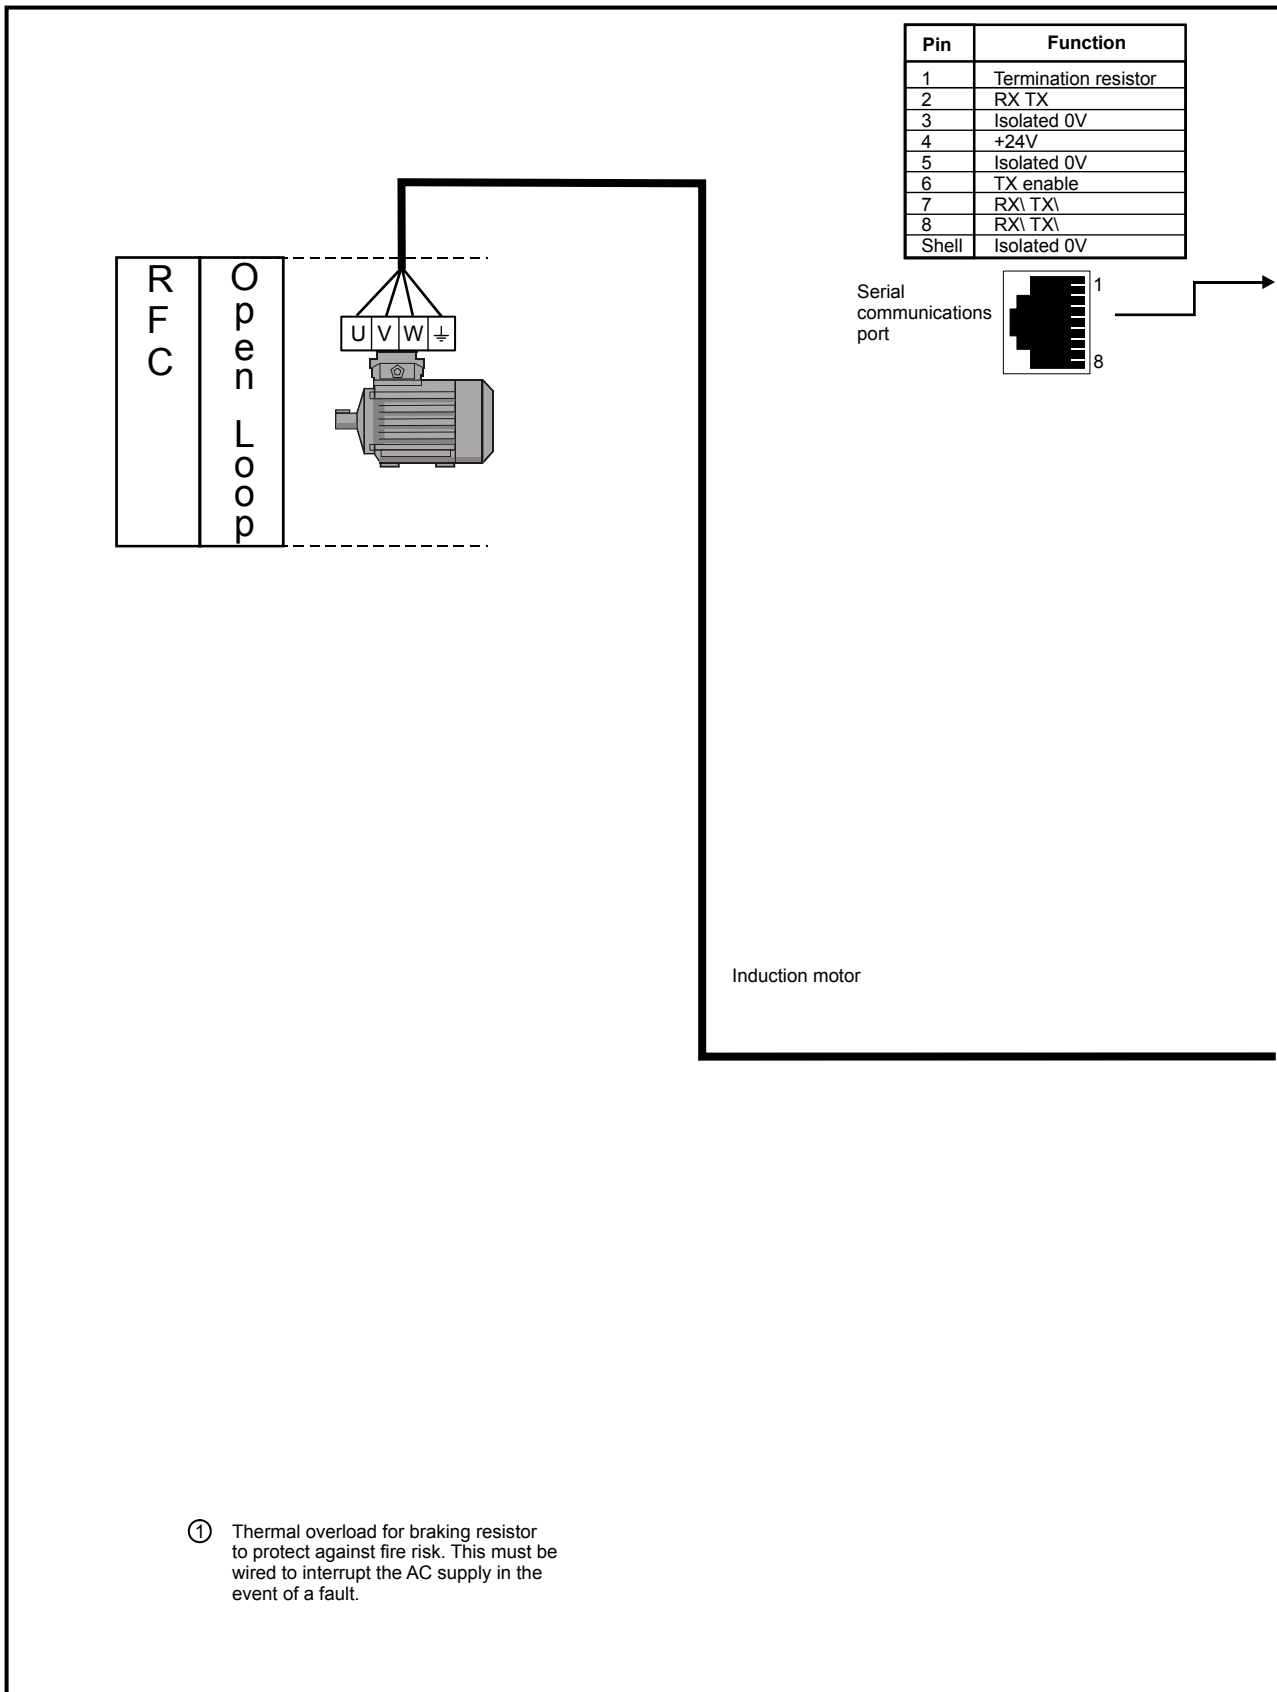 Pin Function
1 Termination resistor
2 RX TX
3 Isolated 0V
4 +24V
5 Isolated 0V
6 TX enable
7 RX\ TX\
8 RX\ TX\
Shell Isolated 0V
RFC
Open Loop
U V W
Serial
communications
port
1
8
Induction motor
1 Thermal overload for braking resistor
to protect against fire risk. This must be
wired to interrupt the AC supply in the
event of a fault.